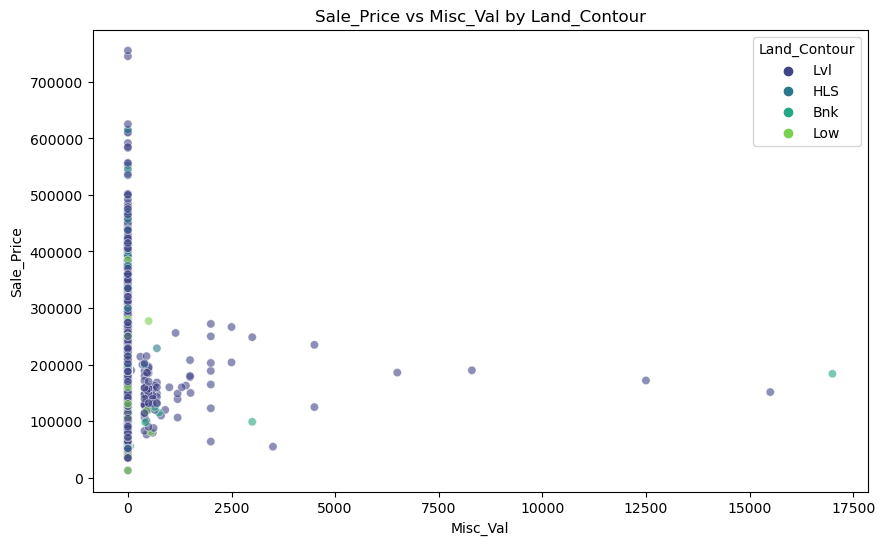 Sale_Price vs Misc_Val by Land_Contour
Land_Contour
Lvl
HLS
Bnk
Low
700000
600000
500000
400000
300000
200000
100000
0
Sale_Price
0 2500 5000 7500 10000 12500 15000 17500
Misc_Val